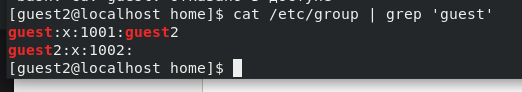 [guest2@localhost home]$ cat /etc/group | grep 'guest'
guest:x:1001:guest2
guest2:x:1002:
[guest2@localhost home]$